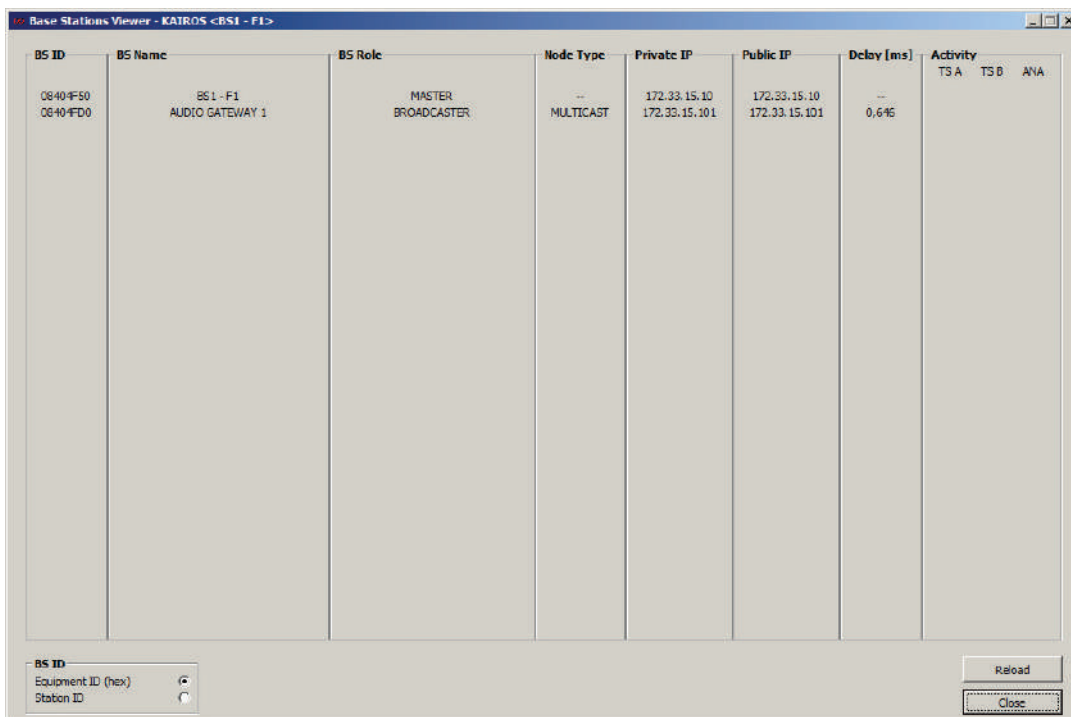 Base Stations Viewer - KAIROS <BS1 - F1>
BS ID BS Name BS Role Node Type Private IP Public IP Delay [ms] Activity
TS A TS B ANA
08404F50 BS1 - F1 MASTER -- 172.33.15.10 172.33.15.10 --
08404FD0 AUDIO GATEWAY 1 BROADCASTER MULTICAST 172.33.15.101 172.33.15.101 0,646
BS ID
Equipment ID (hex)
Station ID
Reload
Close